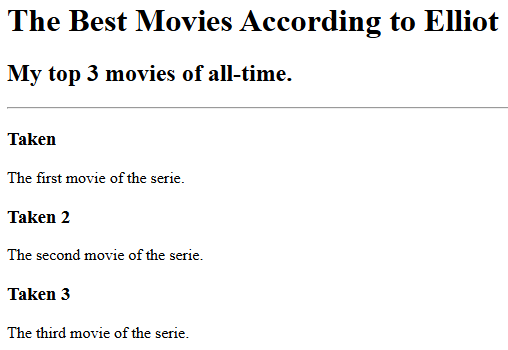 The Best Movies According to Elliot
My top 3 movies of all-time.
Taken
The first movie of the serie.
Taken 2
The second movie of the serie.
Taken 3
The third movie of the serie.